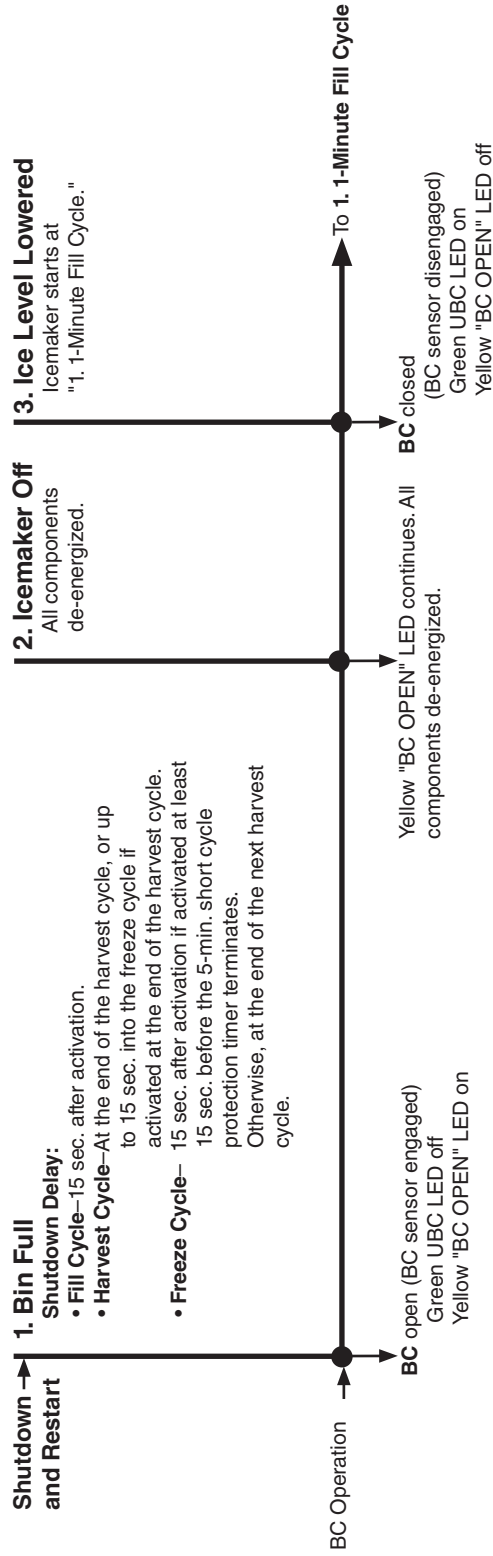 Shutdown
and Restart
1. Bin Full
Shutdown Delay:
• Fill Cycle–15 sec. after activation.
• Harvest Cycle–At the end of the harvest cycle, or up
to 15 sec. into the freeze cycle if
activated at the end of the harvest cycle.
• Freeze Cycle– 15 sec. after activation if activated at least
15 sec. before the 5-min. short cycle
protection timer terminates.
Otherwise, at the end of the next harvest
cycle.
2. Icemaker Off
All components
de-energized.
3. Ice Level Lowered
Icemaker starts at
"1. 1-Minute Fill Cycle."
BC Operation
To 1. 1-Minute Fill Cycle
BC open (BC sensor engaged)
Green UBC LED off
Yellow "BC OPEN" LED on
Yellow "BC OPEN" LED continues. All
components de-energized.
BC closed
(BC sensor disengaged)
Green UBC LED on
Yellow "BC OPEN" LED off